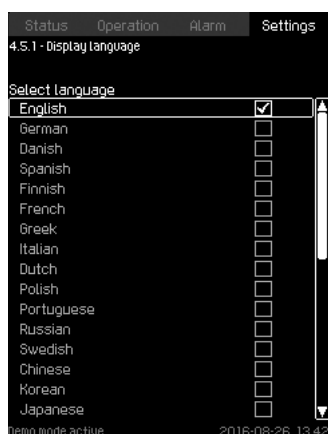 Status Operation Alarm Settings
4.5.1 - Display language
Select language
English
German
Danish
Spanish
Finnish
French
Greek
Italian
Dutch
Polish
Portuguese
Russian
Swedish
Chinese
Korean
Japanese
Demo mode active 2016-08-26 13:42